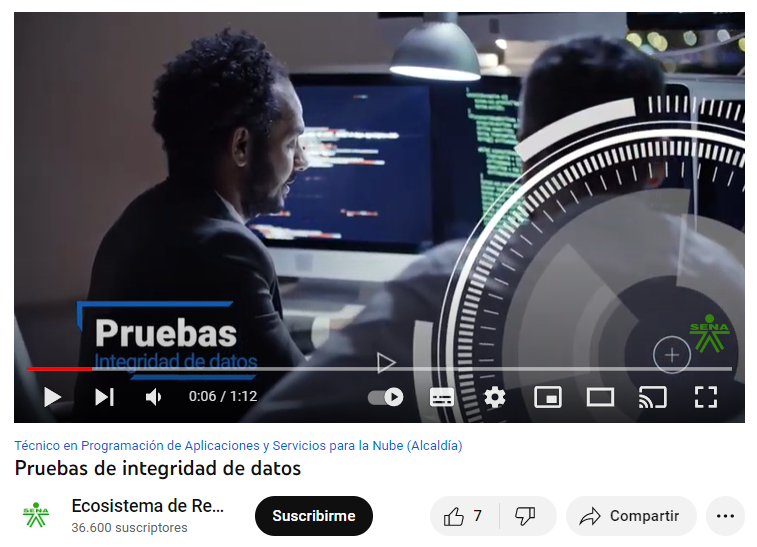 Pruebas
Integridad de datos
SENA
0:06 / 1:12
Técnico en Programación de Aplicaciones y Servicios para la Nube (Alcaldía)
Pruebas de integridad de datos
SENA
Ecosistema de Re...
36.600 suscriptores
Suscribirme
7
Compartir